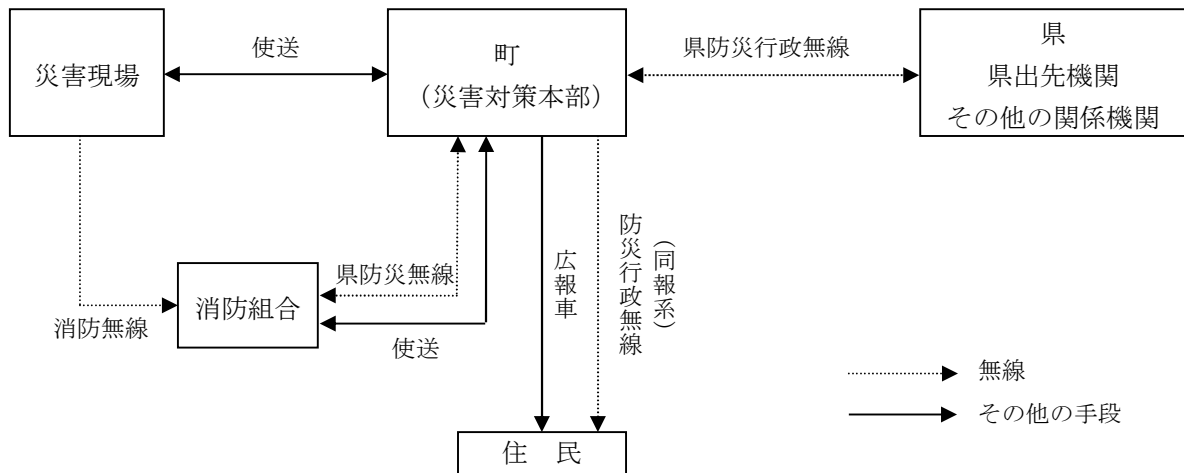 災害現場
使送
町
（災害対策本部）
県防災行政無線
県
県出先機関
その他の関係機関
消防無線
消防組合
県防災無線
使送
広報車
防災行政無線
（同報系）
無線
その他の手段
住　民